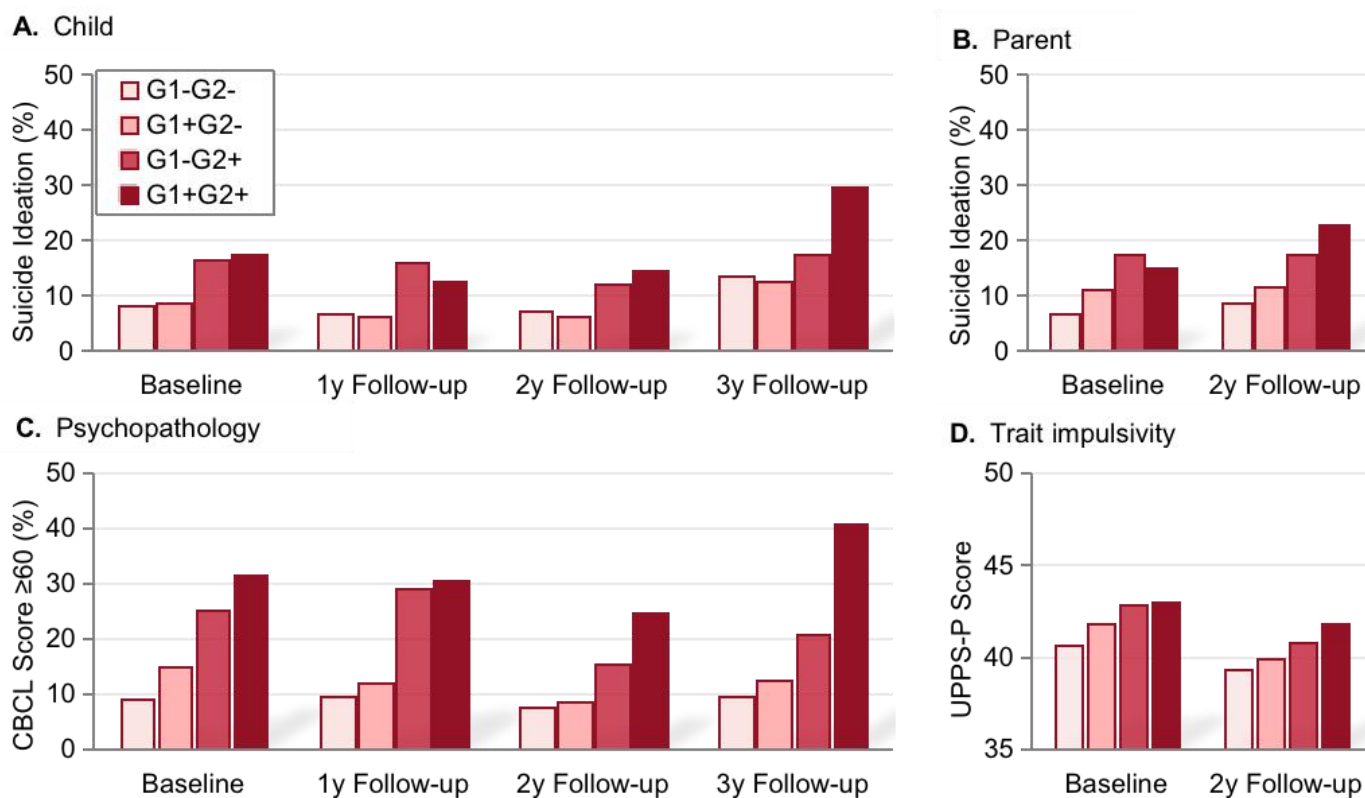 A. Child
Suicide Ideation (%)
50
40
30
20
10
0
G1-G2-
G1+G2-
G1-G2+
G1+G2+
Baseline 1y Follow-up 2y Follow-up 3y Follow-up
B. Parent
Suicide Ideation (%)
50
40
30
20
10
0
Baseline 2y Follow-up
C. Psychopathology
CBCL Score ≥60 (%)
50
40
30
20
10
0
Baseline 1y Follow-up 2y Follow-up 3y Follow-up
D. Trait impulsivity
UPPS-P Score
50
45
40
35
Baseline 2y Follow-up